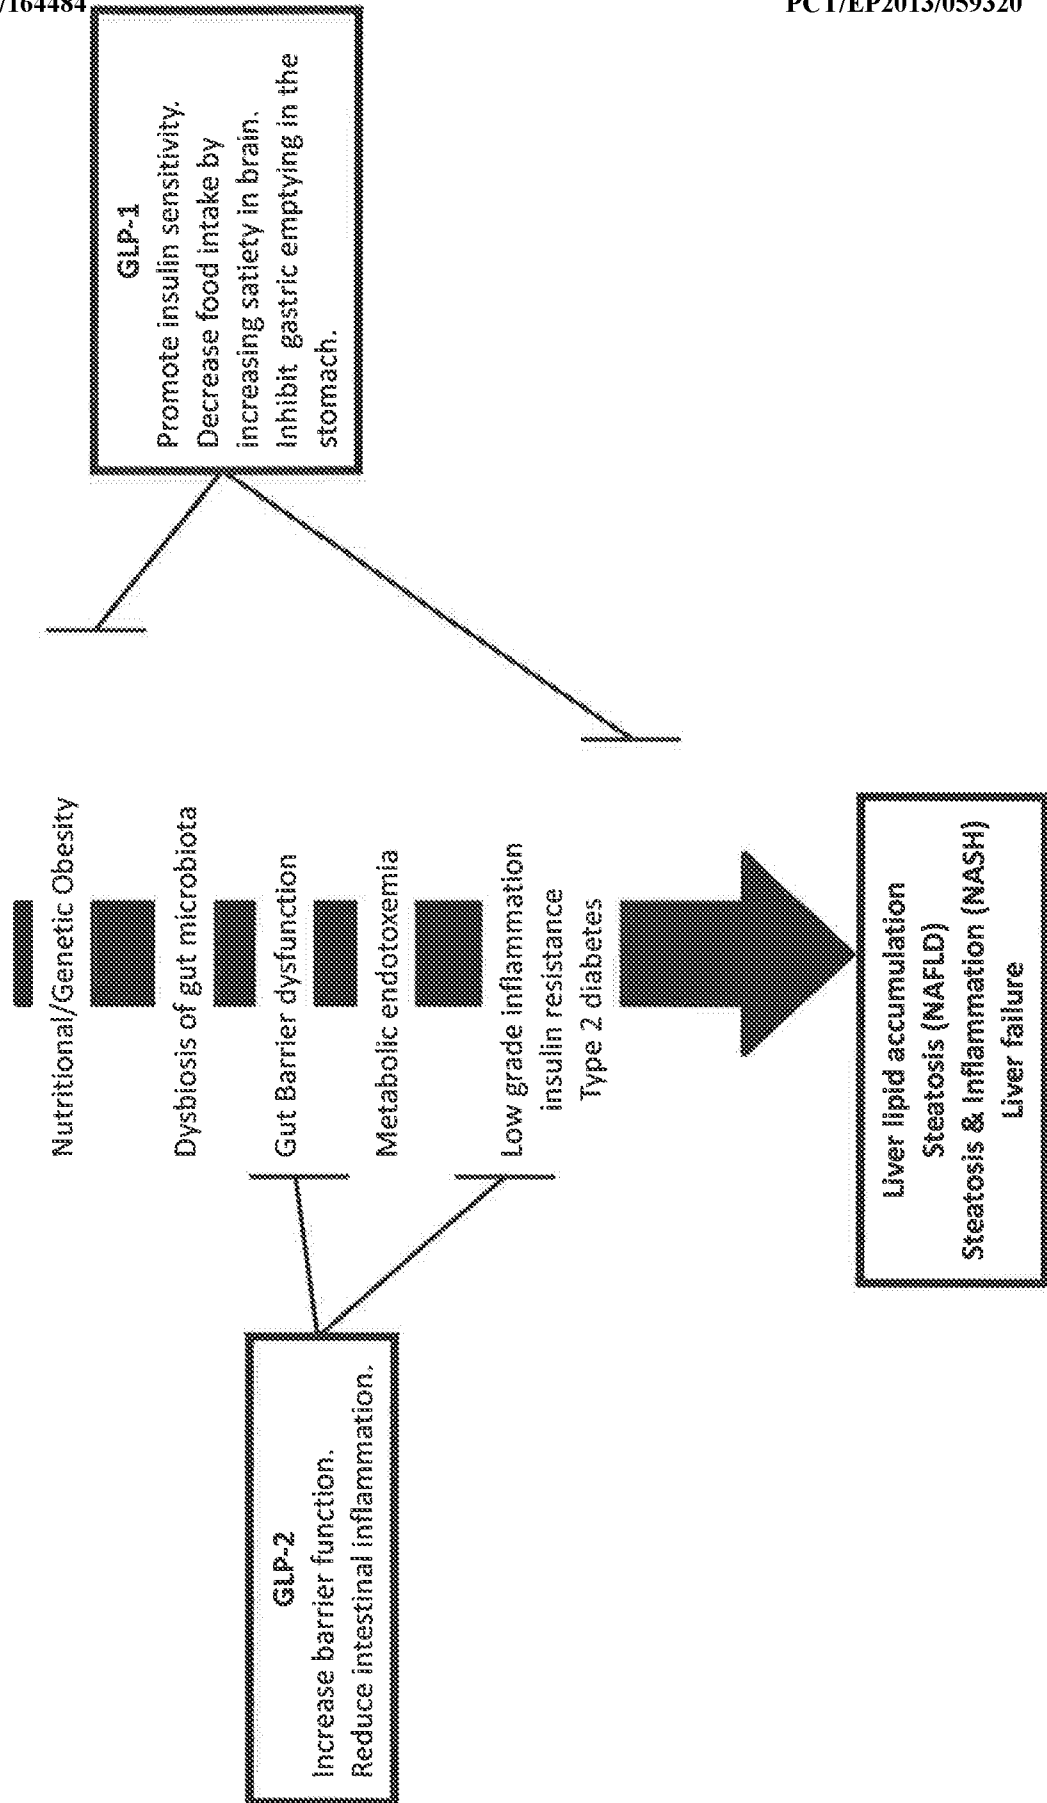 /164484
PCT/EP2013/059320
GLP-2
Increase barrier function.
Reduce intestinal inflammation.
Nutritional/Genetic Obesity
Dysbiosis of gut microbiota
Gut Barrier dysfunction
Metabolic endotoxemia
Low grade inflammation
insulin resistance
Type 2 diabetes
Liver lipid accumulation
Steatosis (NAFLD)
Steatosis & Inflammation (NASH)
Liver failure
GLP-1
Promote insulin sensitivity.
Decrease food intake by
increasing satiety in brain.
Inhibit gastric emptying in the
stomach.